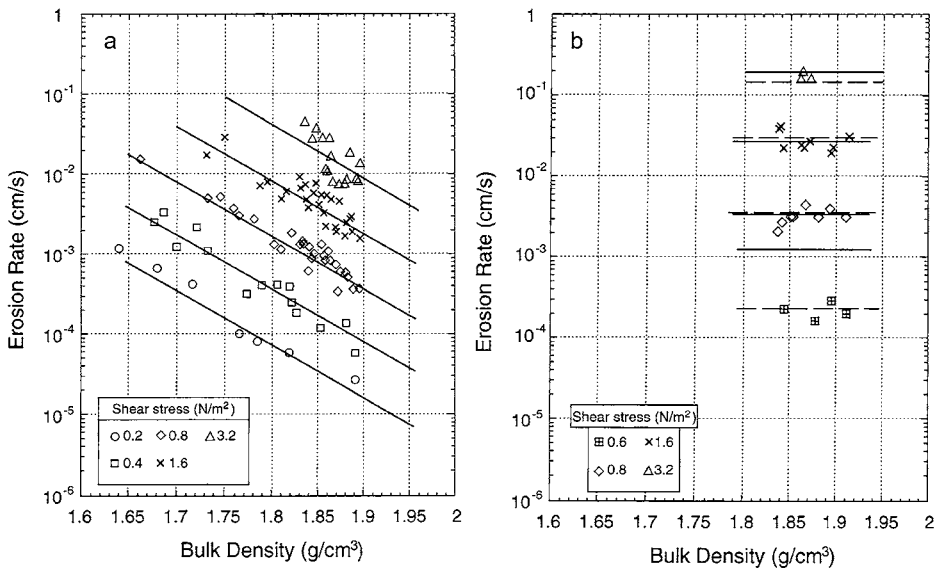 a
Erosion Rate (cm/s)
1
10⁻¹
10⁻²
10⁻³
10⁻⁴
10⁻⁵
10⁻⁶
Shear stress (N/m²)
0.2 0.8 3.2
0.4 1.6
1.6 1.65 1.7 1.75 1.8 1.85 1.9 1.95 2
Bulk Density (g/cm³)
b
Erosion Rate (cm/s)
1
10⁻¹
10⁻²
10⁻³
10⁻⁴
10⁻⁵
10⁻⁶
Shear stress (N/m²)
0.6 1.6
0.8 3.2
1.6 1.65 1.7 1.75 1.8 1.85 1.9 1.95 2
Bulk Density (g/cm³)